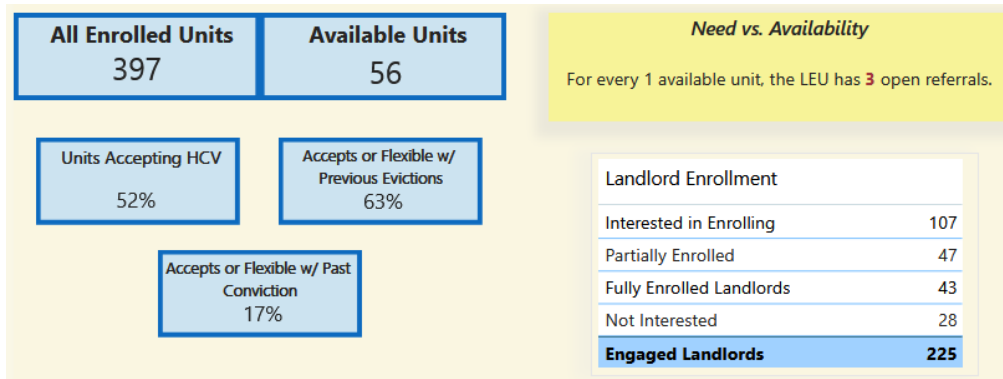 All Enrolled Units
397
Available Units
56
Need vs. Availability
For every 1 available unit, the LEU has 3 open referrals.
Units Accepting HCV
52%
Accepts or Flexible w/
Previous Evictions
63%
Accepts or Flexible w/ Past
Conviction
17%
Landlord Enrollment
Interested in Enrolling 107
Partially Enrolled 47
Fully Enrolled Landlords 43
Not Interested 28
Engaged Landlords 225